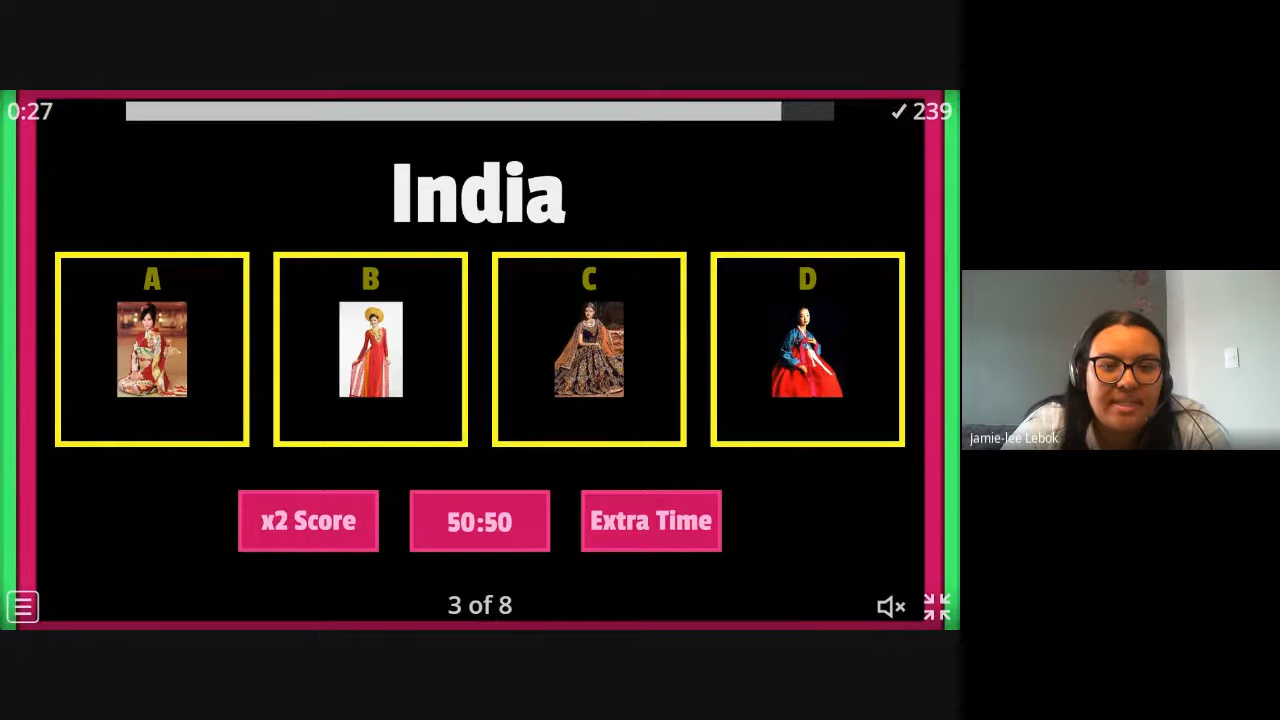 0:27
✓ 239
India
A
B
C
D
x2 Score
50:50
Extra Time
3 of 8
Jamie-lee Lebok